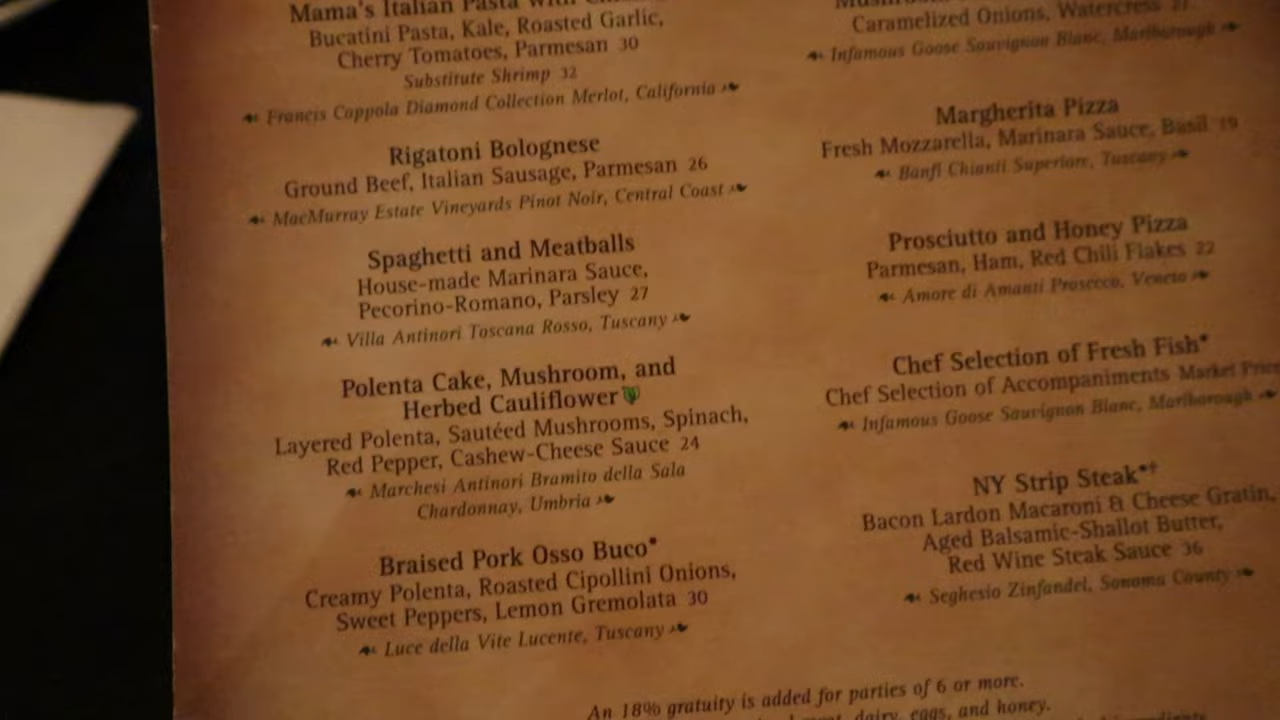 Mama's Italian Pasta with
Bucatini Pasta, Kale, Roasted Garlic,
Cherry Tomatoes, Parmesan 30
Substitute Shrimp 32
Francis Coppola Diamond Collection Merlot, California
Rigatoni Bolognese
Ground Beef, Italian Sausage, Parmesan 26
MacMurray Estate Vineyards Pinot Noir, Central Coast
Spaghetti and Meatballs
House-made Marinara Sauce,
Pecorino-Romano, Parsley 27
Villa Antinori Toscana Rosso, Tuscany
Polenta Cake, Mushroom, and
Herbed Cauliflower
Layered Polenta, Sautéed Mushrooms, Spinach,
Red Pepper, Cashew-Cheese Sauce 24
Marchesi Antinori Bramito della Sala
Chardonnay, Umbria
Braised Pork Osso Buco*
Creamy Polenta, Roasted Cipollini Onions,
Sweet Peppers, Lemon Gremolata 30
Luce della Vite Lucente, Tuscany
Caramelized Onions, Watercress 21
Infamous Goose Sauvignon Blanc, Marlborough
Margherita Pizza
Fresh Mozzarella, Marinara Sauce, Basil 19
Banfi Chianti Superiore, Tuscany
Prosciutto and Honey Pizza
Parmesan, Ham, Red Chili Flakes 22
Amore di Amanti Prosecco, Veneto
Chef Selection of Fresh Fish*
Chef Selection of Accompaniments Market Price
Infamous Goose Sauvignon Blanc, Marlborough
NY Strip Steak*†
Bacon Lardon Macaroni & Cheese Gratin,
Aged Balsamic-Shallot Butter,
Red Wine Steak Sauce 36
Seghesio Zinfandel, Sonoma County
An 18% gratuity is added for parties of 6 or more.
dairy, eggs, and honey.